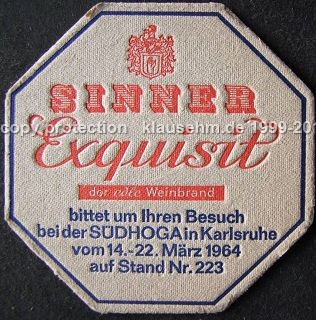 SINNER
copy protection klausehm.de 1999-201
Exquisit
der edle Weinbrand
bittet um Ihren Besuch
bei der SÜDHOGA in Karlsruhe
vom 14.-22. März 1964
auf Stand Nr. 223